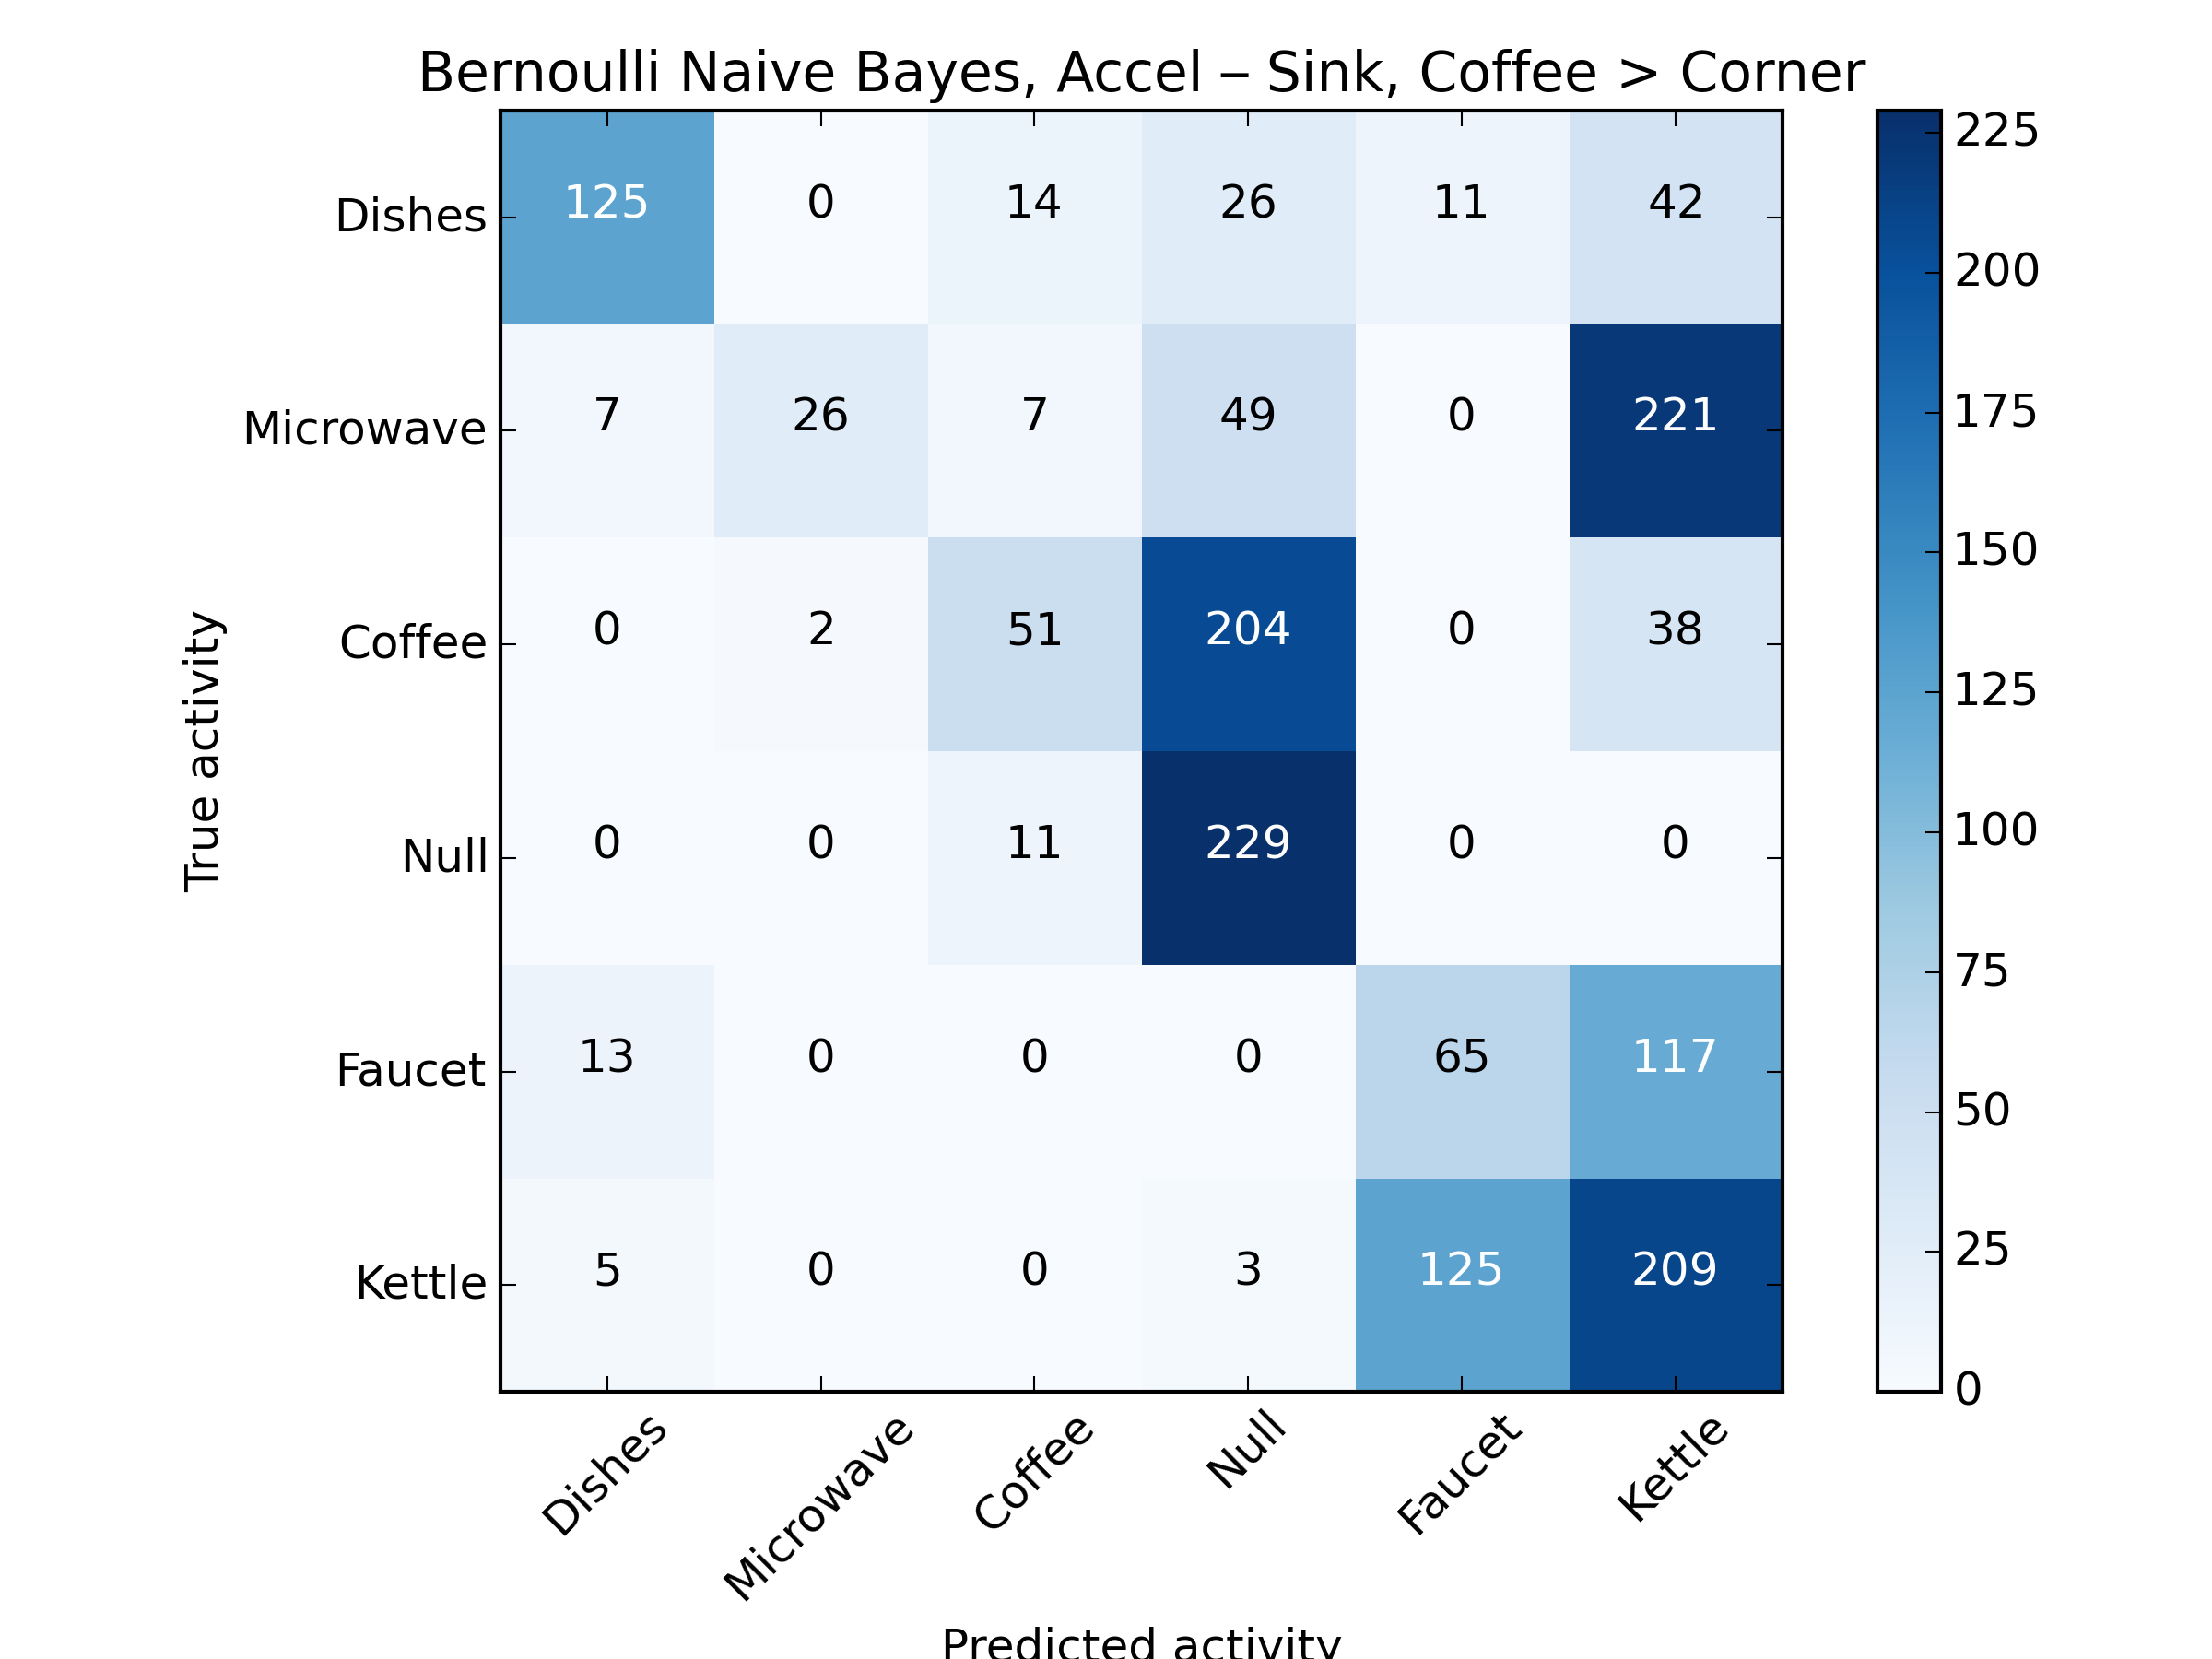 Bernoulli Naive Bayes, Accel – Sink, Coffee > Corner
Dishes 125 0 14 26 11 42
Microwave 7 26 7 49 0 221
Coffee 0 2 51 204 0 38
Null 0 0 11 229 0 0
Faucet 13 0 0 0 65 117
Kettle 5 0 0 3 125 209
True activity
Dishes Microwave Coffee Null Faucet Kettle
Predicted activity
225
200
175
150
125
100
75
50
25
0